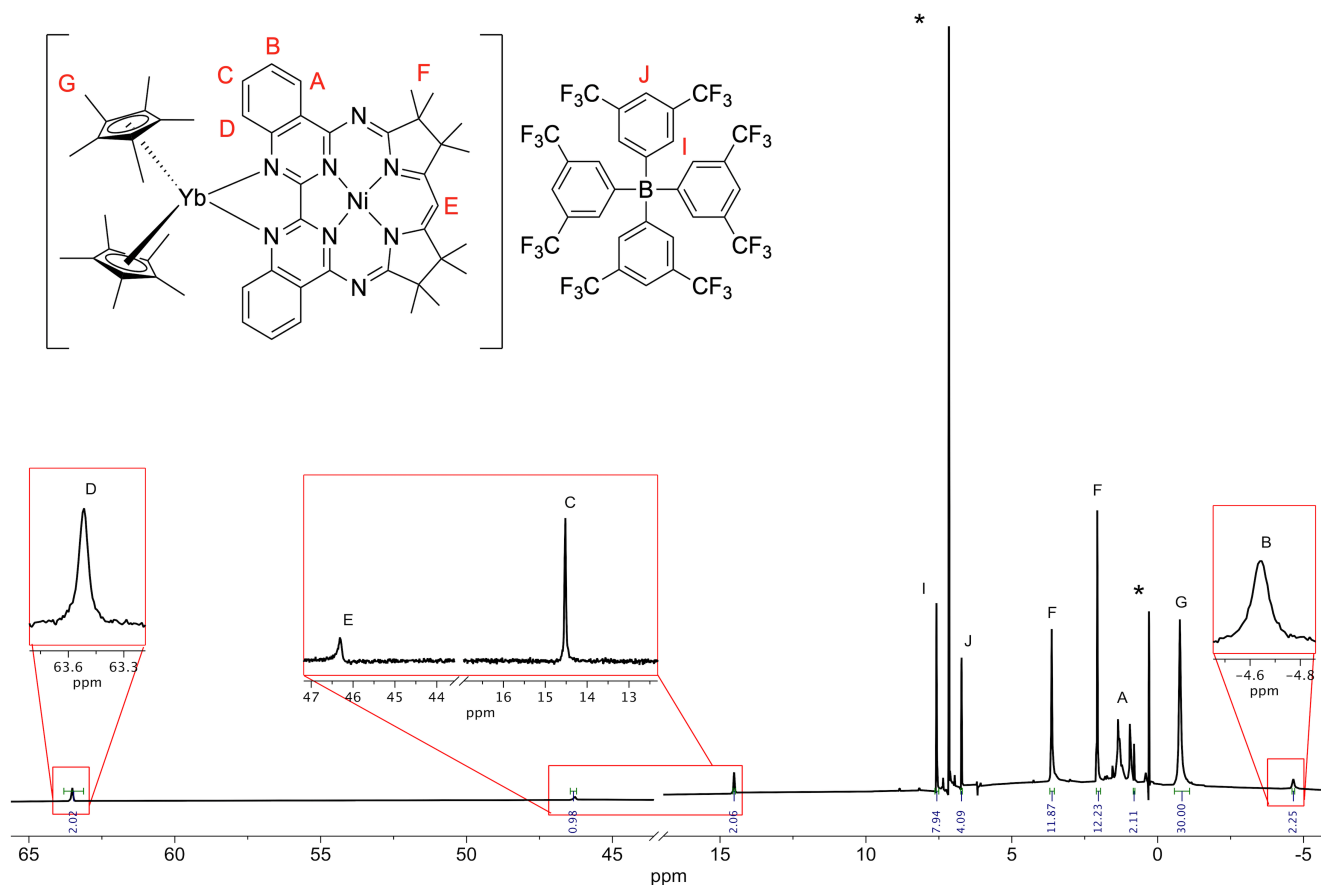 *
B
C
A
G
F
D
N
N
N
N
N
Ni
Yb
E
N
N
N
N
N
J
F3C
CF3
F3C
CF3
I
F3C
CF3
B
F3C
CF3
F3C
CF3
D
63.6
63.3
ppm
E
C
47
46
45
44
16
15
14
13
ppm
I
J
F
F
*
A
G
B
−4.6
−4.8
ppm
2.02
0.98
2.06
7.94
4.09
11.87
12.23
2.11
30.00
2.25
65
60
55
50
45
15
10
5
0
-5
ppm